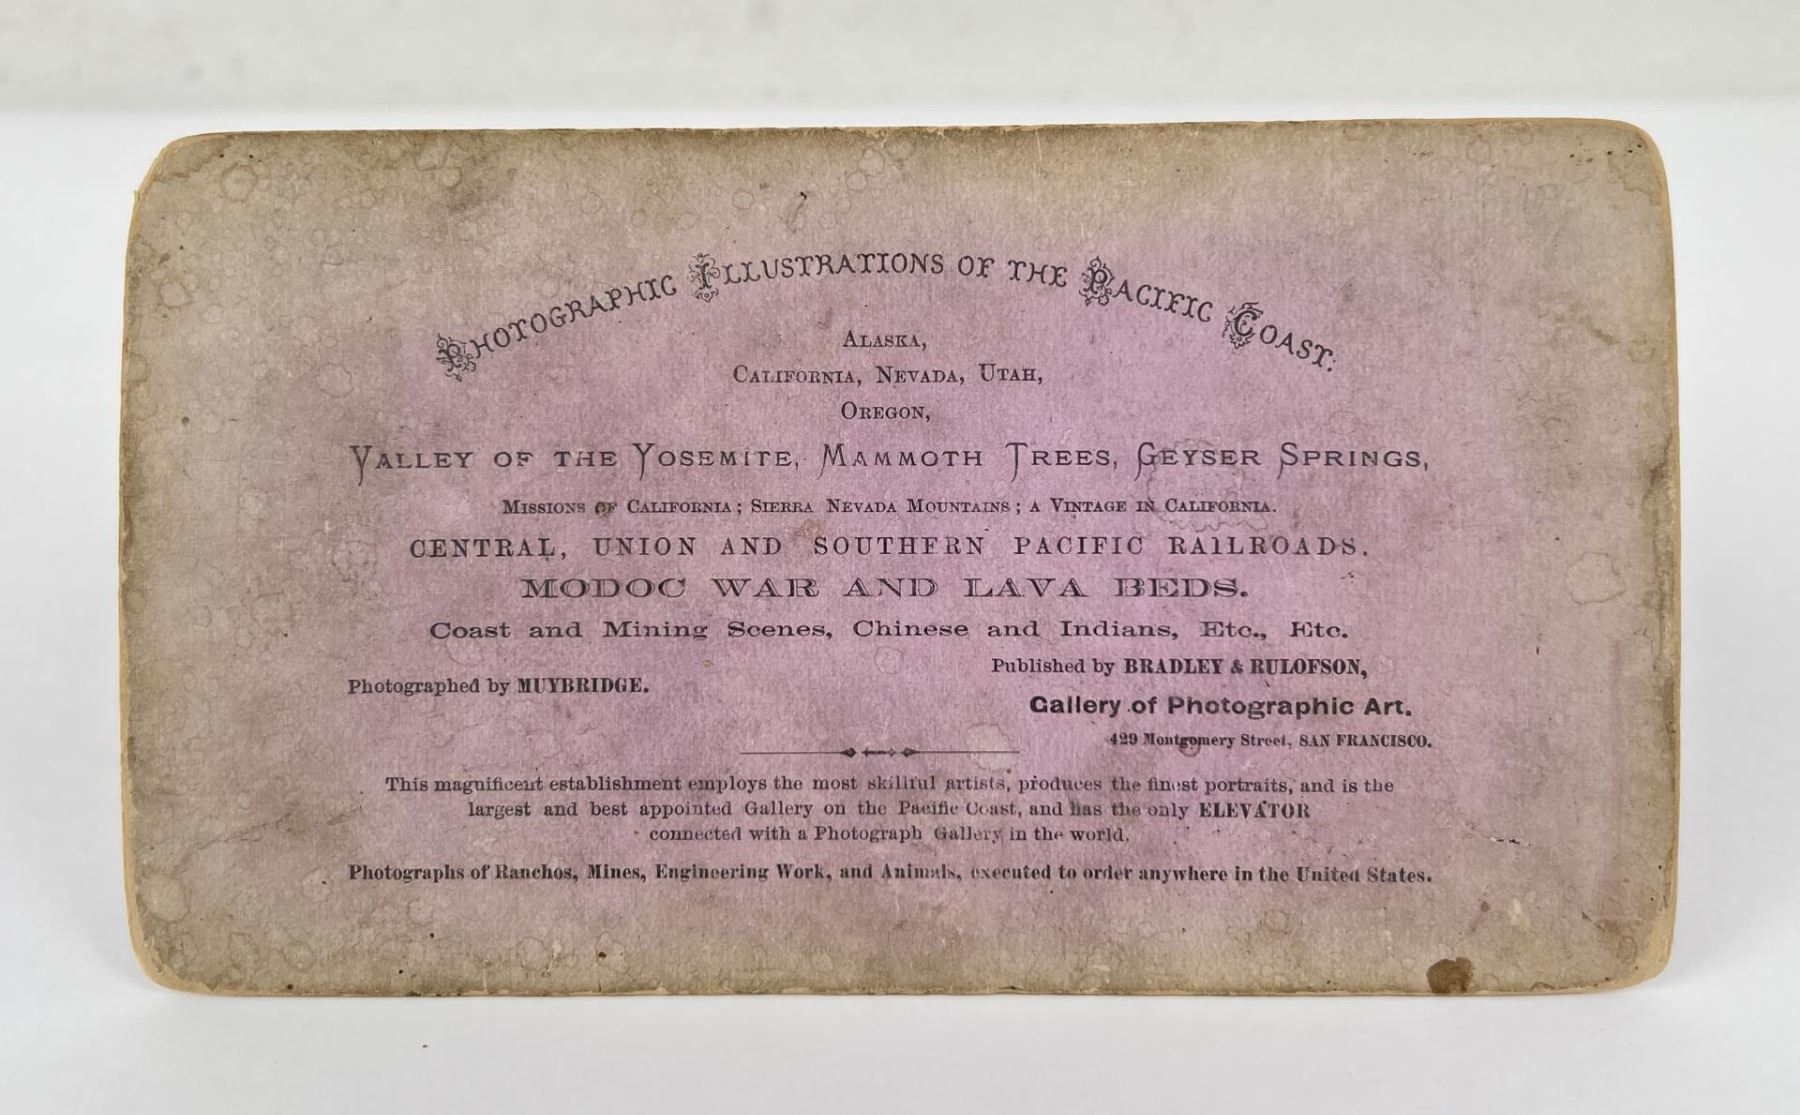 Photographic Illustrations of the Pacific Coast:
Alaska,
California, Nevada, Utah,
Oregon,
Valley of the Yosemite, Mammoth Trees, Geyser Springs,
Missions of California; Sierra Nevada Mountains; a Vintage in California.
CENTRAL, UNION AND SOUTHERN PACIFIC RAILROADS.
MODOC WAR AND LAVA BEDS.
Coast and Mining Scenes, Chinese and Indians, Etc., Etc.
Photographed by MUYBRIDGE.
Published by BRADLEY & RULOFSON,
Gallery of Photographic Art.
429 Montgomery Street, SAN FRANCISCO.
This magnificent establishment employs the most skillful artists, produces the finest portraits, and is the
largest and best appointed Gallery on the Pacific Coast, and has the only ELEVATOR
connected with a Photograph Gallery in the world.
Photographs of Ranchos, Mines, Engineering Work, and Animals, executed to order anywhere in the United States.